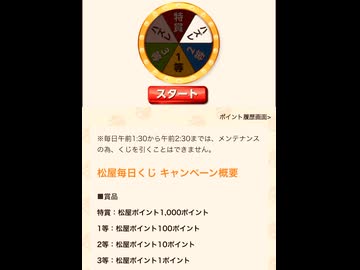 特賞
ハズレ
2等
1等
3等
ハズレ
スタート
ポイント履歴画面>
※毎日午前1:30から午前2:30までは、メンテナンス
の為、くじを引くことはできません。
松屋毎日くじ キャンペーン概要
■賞品
特賞：松屋ポイント1,000ポイント
1等：松屋ポイント100ポイント
2等：松屋ポイント10ポイント
3等：松屋ポイント1ポイント